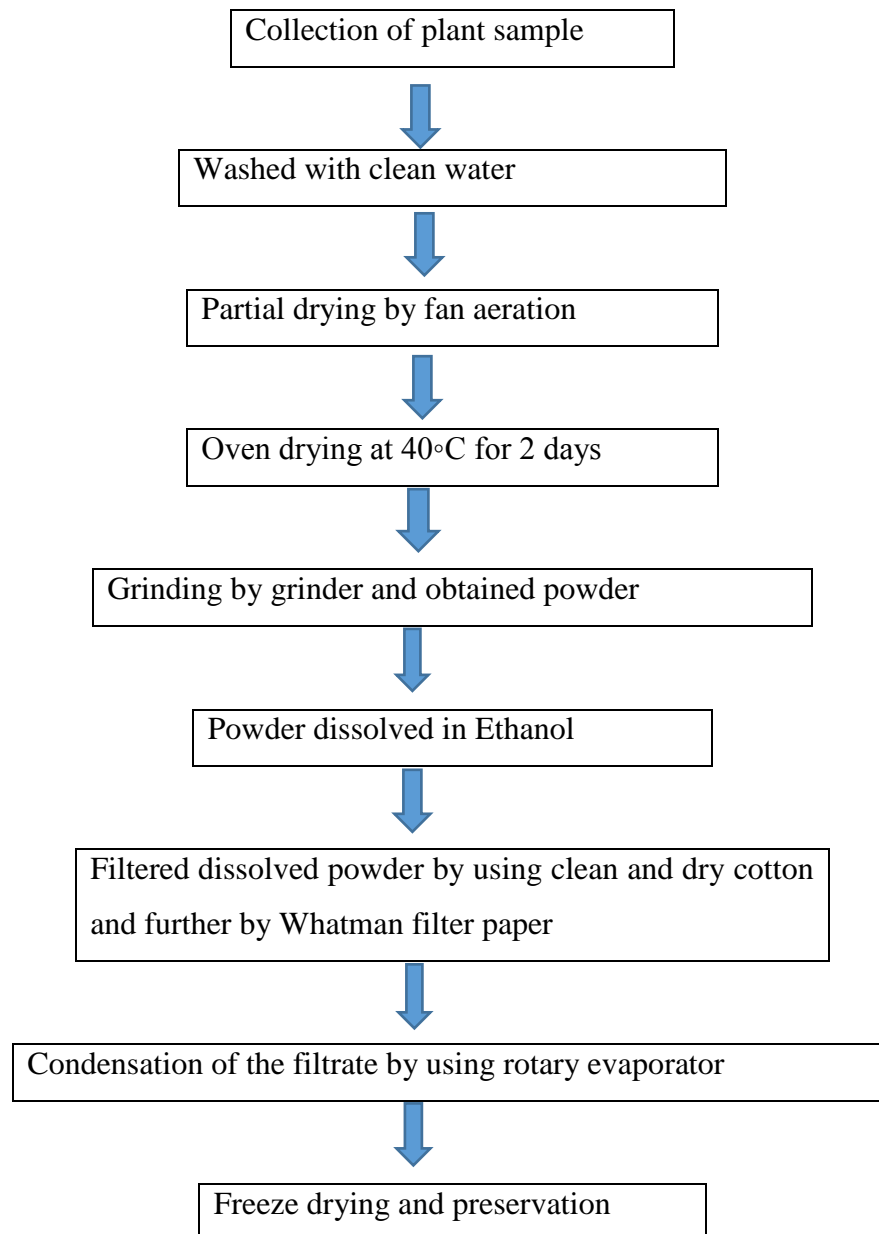 Collection of plant sample
Washed with clean water
Partial drying by fan aeration
Oven drying at 40◦C for 2 days
Grinding by grinder and obtained powder
Powder dissolved in Ethanol
Filtered dissolved powder by using clean and dry cotton
and further by Whatman filter paper
Condensation of the filtrate by using rotary evaporator
Freeze drying and preservation